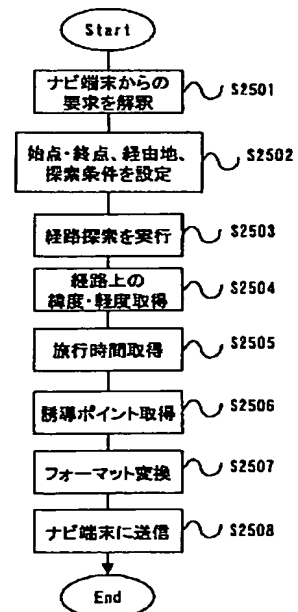 Start
ナビ端末からの
要求を解釈
S2501
始点・終点、経由地、
探索条件を設定
S2502
経路探索を実行
S2503
経路上の
緯度・軽度取得
S2504
旅行時間取得
S2505
誘導ポイント取得
S2506
フォーマット変換
S2507
ナビ端末に送信
S2508
End